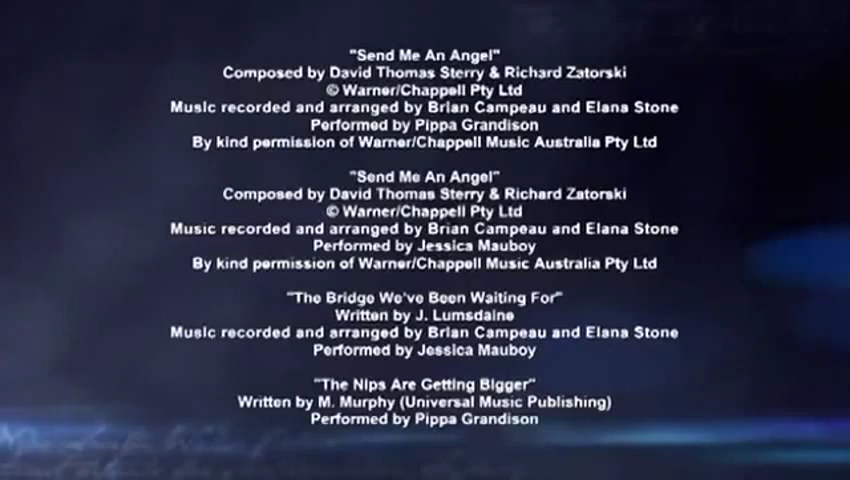 "Send Me An Angel"
Composed by David Thomas Sterry & Richard Zatorski
© Warner/Chappell Pty Ltd
Music recorded and arranged by Brian Campeau and Elana Stone
Performed by Pippa Grandison
By kind permission of Warner/Chappell Music Australia Pty Ltd
"Send Me An Angel"
Composed by David Thomas Sterry & Richard Zatorski
© Warner/Chappell Pty Ltd
Music recorded and arranged by Brian Campeau and Elana Stone
Performed by Jessica Mauboy
By kind permission of Warner/Chappell Music Australia Pty Ltd
"The Bridge We've Been Waiting For"
Written by J. Lumsdaine
Music recorded and arranged by Brian Campeau and Elana Stone
Performed by Jessica Mauboy
"The Nips Are Getting Bigger"
Written by M. Murphy (Universal Music Publishing)
Performed by Pippa Grandison